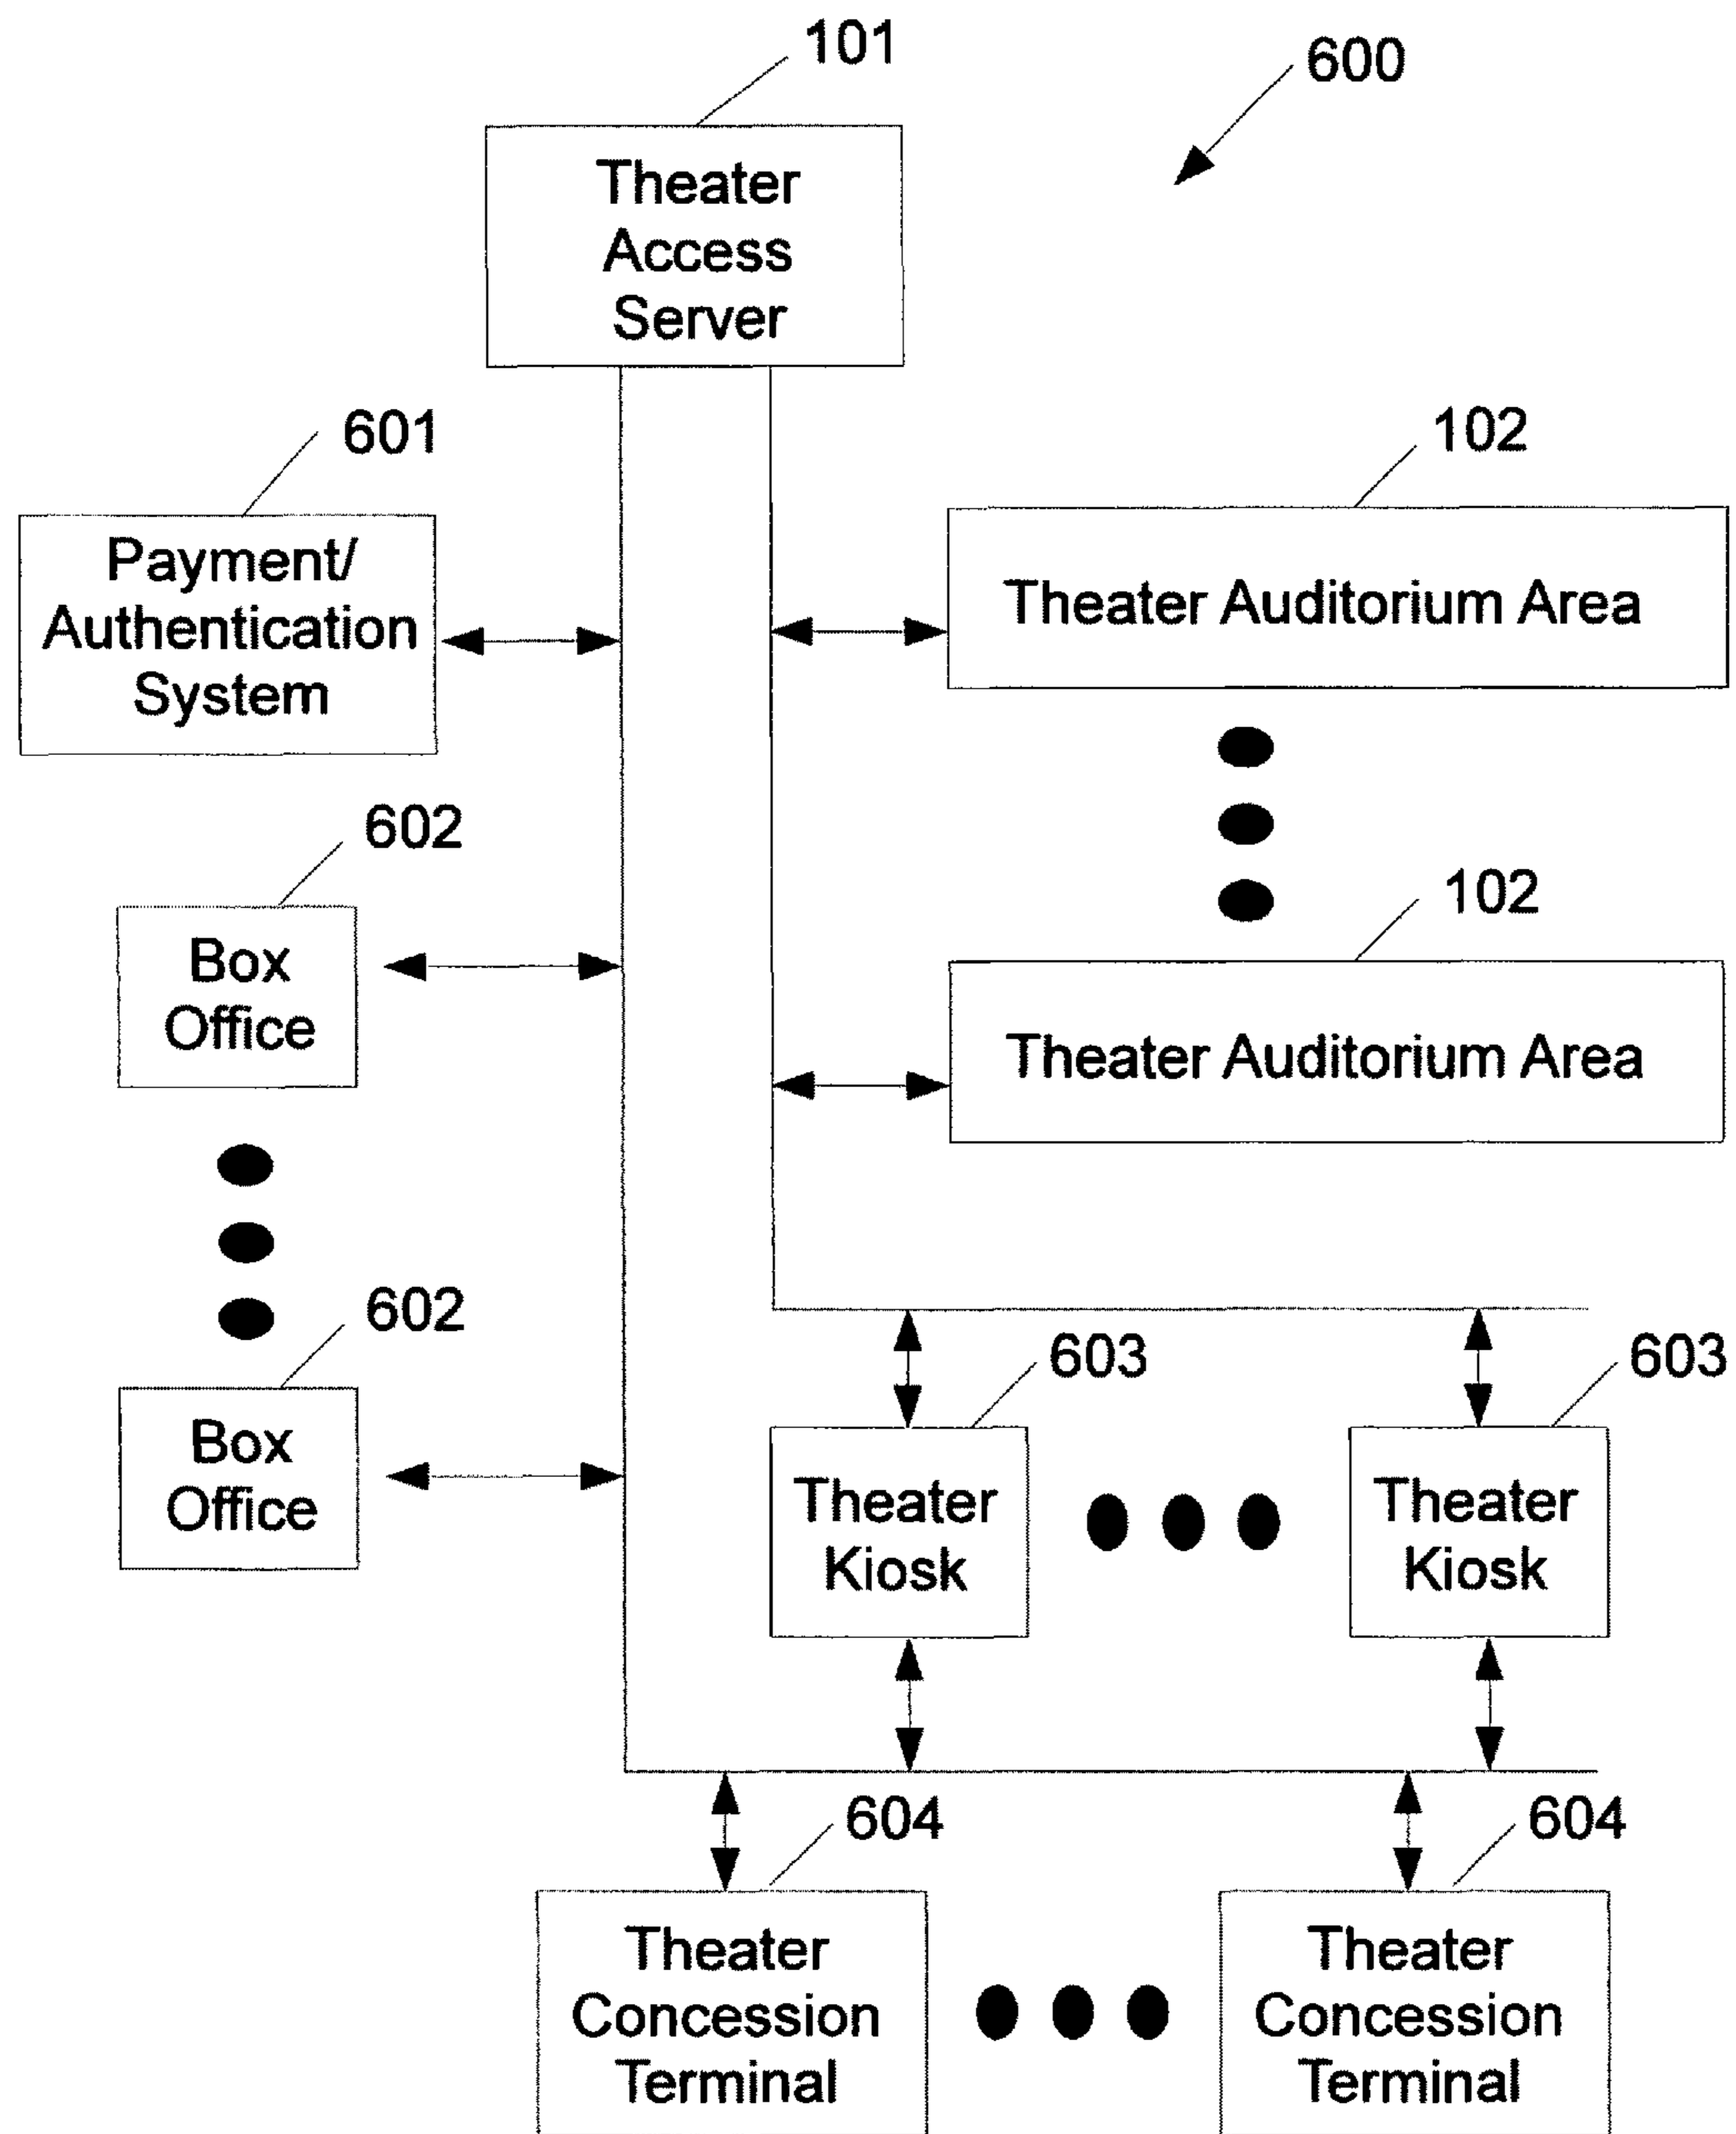 101
600
Theater
Access
Server
601
Payment/
Authentication
System
102
Theater Auditorium Area
602
Box
Office
102
Theater Auditorium Area
602
Box
Office
603
Theater
Kiosk
603
Theater
Kiosk
604
Theater
Concession
Terminal
604
Theater
Concession
Terminal